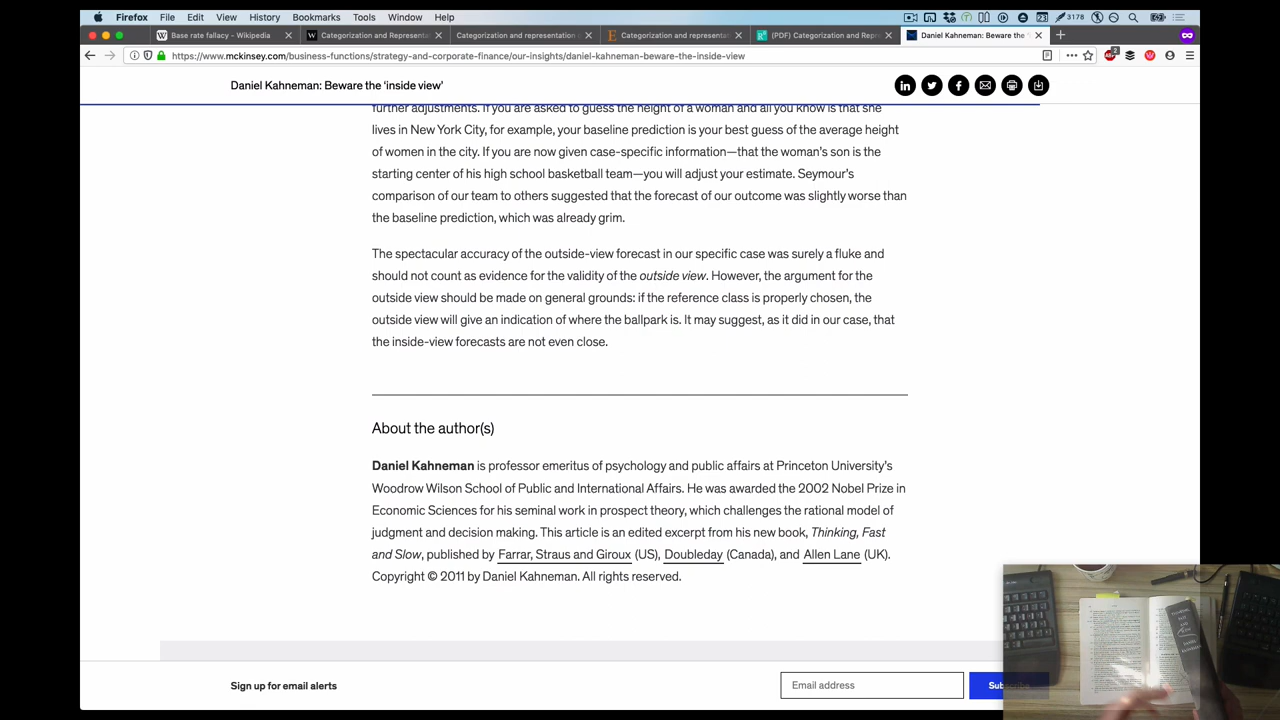 Firefox File Edit View History Bookmarks Tools Window Help 3178
Base rate fallacy - Wikipedia Categorization and Represent Categorization and representation Categorization and representat (PDF) Categorization and Repr Daniel Kahneman: Beware the
https://www.mckinsey.com/business-functions/strategy-and-corporate-finance/our-insights/daniel-kahneman-beware-the-inside-view
Daniel Kahneman: Beware the ‘inside view’
further adjustments. If you are asked to guess the height of a woman and all you know is that she
lives in New York City, for example, your baseline prediction is your best guess of the average height
of women in the city. If you are now given case-specific information—that the woman’s son is the
starting center of his high school basketball team—you will adjust your estimate. Seymour’s
comparison of our team to others suggested that the forecast of our outcome was slightly worse than
the baseline prediction, which was already grim.
The spectacular accuracy of the outside-view forecast in our specific case was surely a fluke and
should not count as evidence for the validity of the outside view. However, the argument for the
outside view should be made on general grounds: if the reference class is properly chosen, the
outside view will give an indication of where the ballpark is. It may suggest, as it did in our case, that
the inside-view forecasts are not even close.
About the author(s)
Daniel Kahneman is professor emeritus of psychology and public affairs at Princeton University’s
Woodrow Wilson School of Public and International Affairs. He was awarded the 2002 Nobel Prize in
Economic Sciences for his seminal work in prospect theory, which challenges the rational model of
judgment and decision making. This article is an edited excerpt from his new book, Thinking, Fast
and Slow, published by Farrar, Straus and Giroux (US), Doubleday (Canada), and Allen Lane (UK).
Copyright © 2011 by Daniel Kahneman. All rights reserved.
Sign up for email alerts
Email address